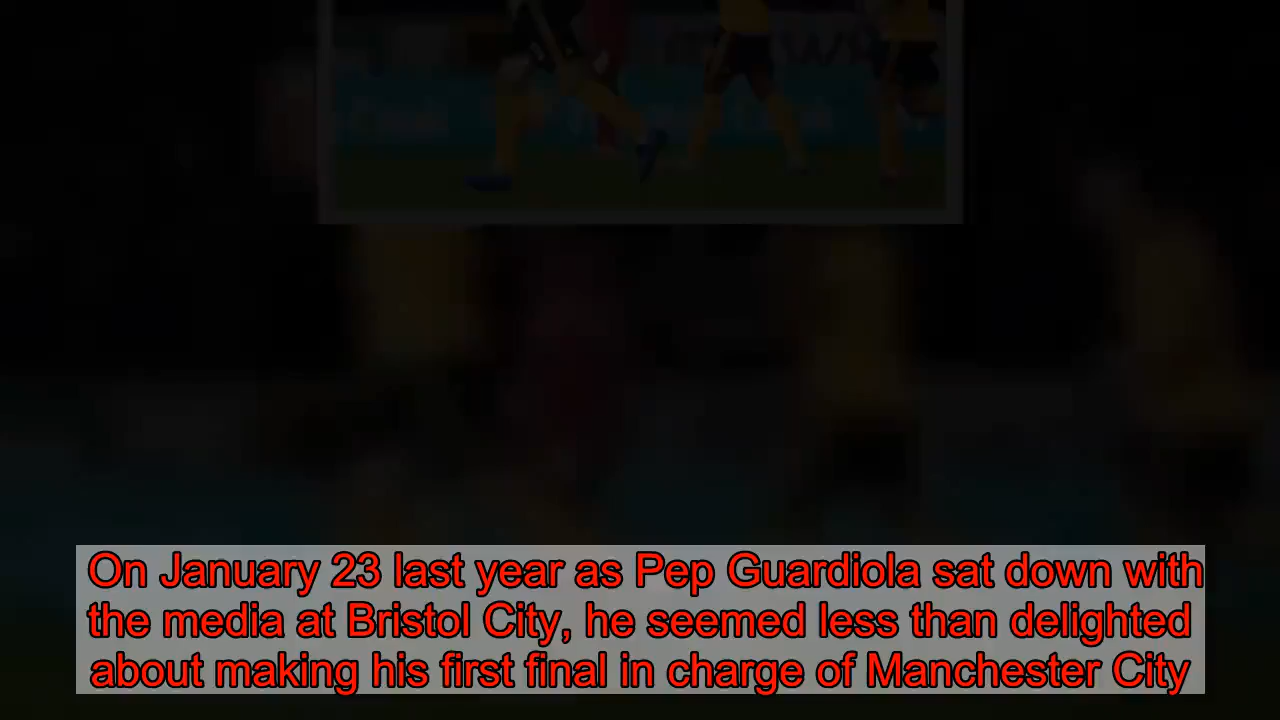 On January 23 last year as Pep Guardiola sat down with
the media at Bristol City, he seemed less than delighted
about making his first final in charge of Manchester City